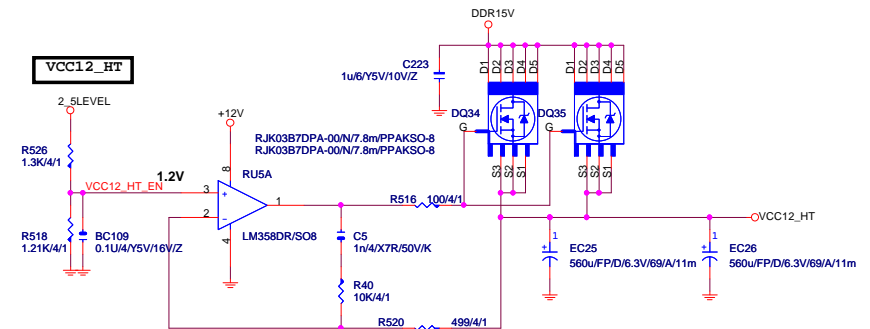 DDR15V
VCC12_HT
C223
1u/6/Y5V/10V/Z
D1
D2
D3
D4
D5
D1
D2
D3
D4
D5
2_5LEVEL
+12V
DQ34
DQ35
G
G
RJK03B7DPA-00/N/7.8m/PPAKSO-8
RJK03B7DPA-00/N/7.8m/PPAKSO-8
R526
1.3K/4/1
1.2V
VCC12_HT_EN
RU5A
8
3
+
1
2
-
4
LM358DR/SO8
S3
S2
S1
S3
S2
S1
R516
100/4/1
VCC12_HT
R518
1.21K/4/1
BC109
0.1U/4/Y5V/16V/Z
C5
1n/4/X7R/50V/K
1
+
EC25
560u/FP/D/6.3V/69/A/11m
1
+
EC26
560u/FP/D/6.3V/69/A/11m
R40
10K/4/1
R520
499/4/1